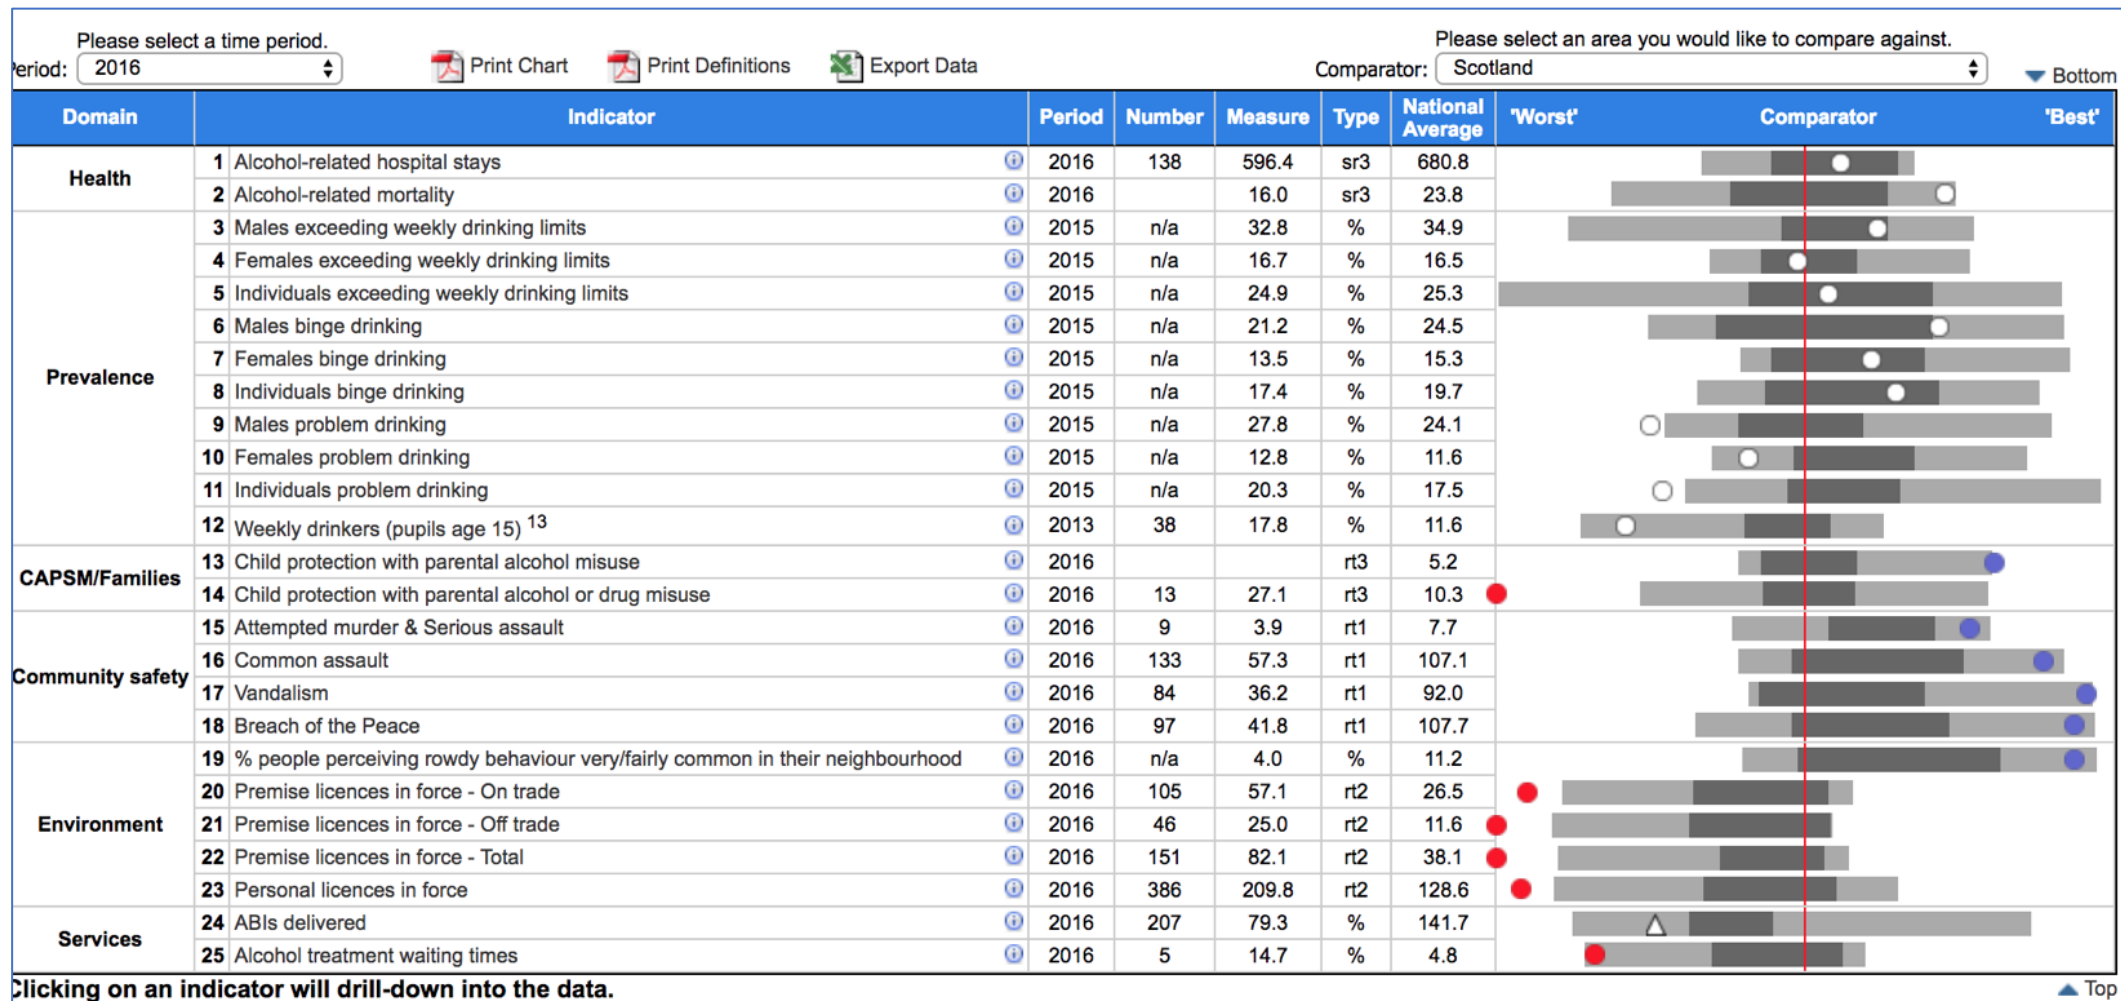 Please select a time period.
Please select an area you would like to compare against.
Period: 2016 Print Chart Print Definitions Export Data Comparator: Scotland Bottom
Domain Indicator Period Number Measure Type National Average 'Worst' Comparator 'Best'
Health
1 Alcohol-related hospital stays 2016 138 596.4 sr3 680.8
2 Alcohol-related mortality 2016 16.0 sr3 23.8
Prevalence
3 Males exceeding weekly drinking limits 2015 n/a 32.8 % 34.9
4 Females exceeding weekly drinking limits 2015 n/a 16.7 % 16.5
5 Individuals exceeding weekly drinking limits 2015 n/a 24.9 % 25.3
6 Males binge drinking 2015 n/a 21.2 % 24.5
7 Females binge drinking 2015 n/a 13.5 % 15.3
8 Individuals binge drinking 2015 n/a 17.4 % 19.7
9 Males problem drinking 2015 n/a 27.8 % 24.1
10 Females problem drinking 2015 n/a 12.8 % 11.6
11 Individuals problem drinking 2015 n/a 20.3 % 17.5
12 Weekly drinkers (pupils age 15) 13 2013 38 17.8 % 11.6
CAPSM/Families
13 Child protection with parental alcohol misuse 2016 rt3 5.2
14 Child protection with parental alcohol or drug misuse 2016 13 27.1 rt3 10.3
Community safety
15 Attempted murder & Serious assault 2016 9 3.9 rt1 7.7
16 Common assault 2016 133 57.3 rt1 107.1
17 Vandalism 2016 84 36.2 rt1 92.0
18 Breach of the Peace 2016 97 41.8 rt1 107.7
Environment
19 % people perceiving rowdy behaviour very/fairly common in their neighbourhood 2016 n/a 4.0 % 11.2
20 Premise licences in force - On trade 2016 105 57.1 rt2 26.5
21 Premise licences in force - Off trade 2016 46 25.0 rt2 11.6
22 Premise licences in force - Total 2016 151 82.1 rt2 38.1
23 Personal licences in force 2016 386 209.8 rt2 128.6
Services
24 ABIs delivered 2016 207 79.3 % 141.7
25 Alcohol treatment waiting times 2016 5 14.7 % 4.8
Clicking on an indicator will drill-down into the data. Top